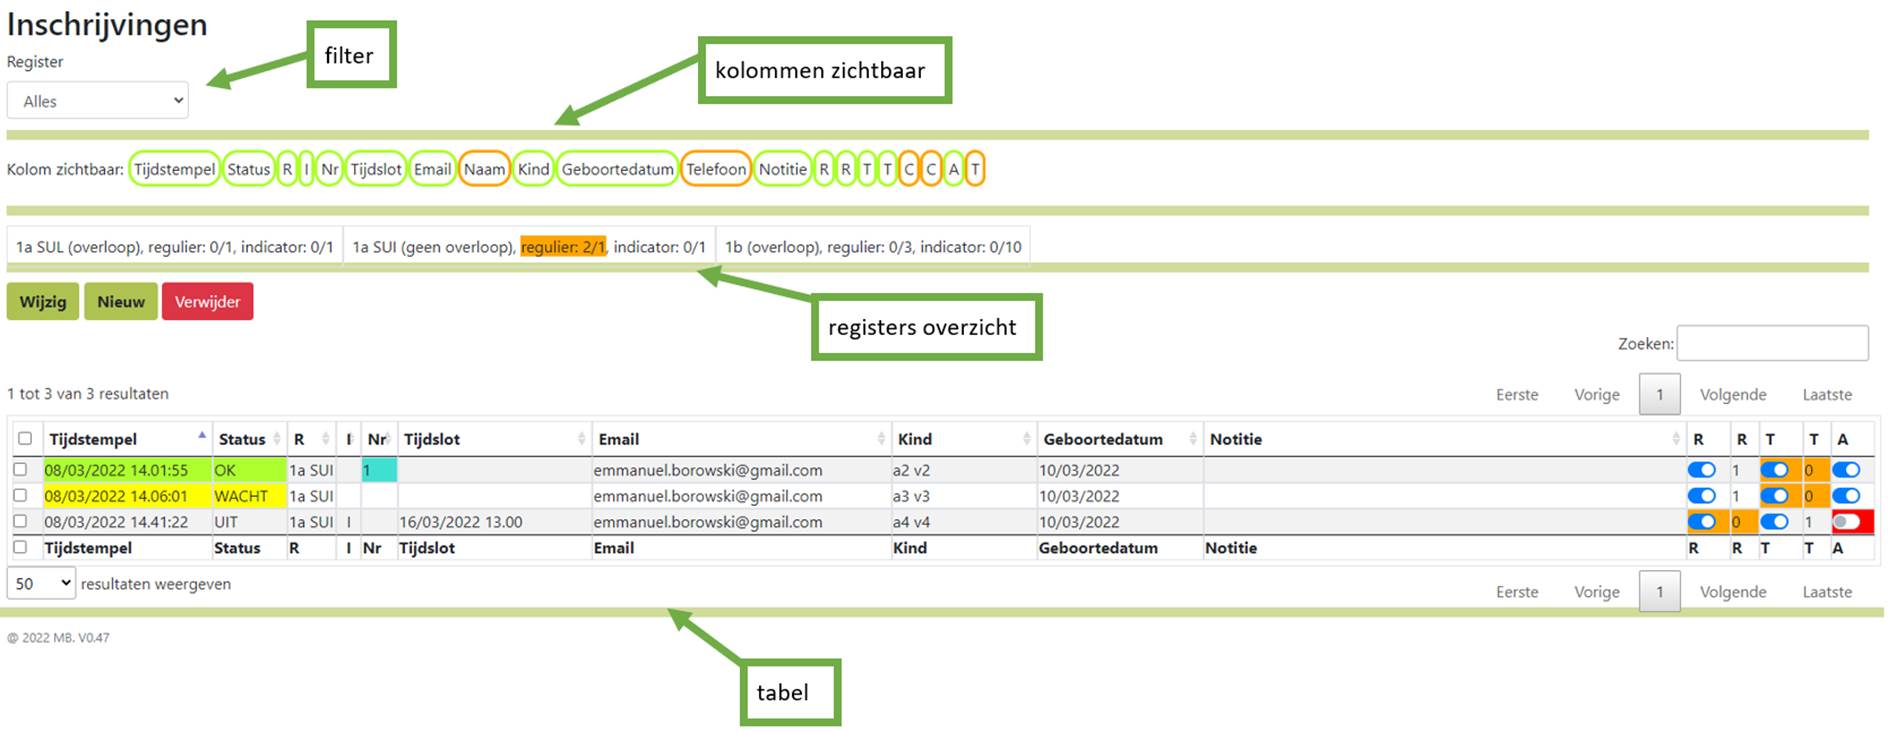 Inschrijvingen
filter
Register
kolommen zichtbaar
Alles
Kolom zichtbaar: Tijdstempel Status R I Nr Tijdslot Email Naam Kind Geboortedatum Telefoon Notitie R R T T C C A T
1a SUL (overloop), regulier: 0/1, indicator: 0/1 1a SUI (geen overloop), regulier: 2/1, indicator: 0/1 1b (overloop), regulier: 0/3, indicator: 0/10
Wijzig Nieuw Verwijder
registers overzicht
Zoeken:
1 tot 3 van 3 resultaten Eerste Vorige 1 Volgende Laatste
Tijdstempel Status R I Nr Tijdslot Email Kind Geboortedatum Notitie R R T T A
08/03/2022 14.01:55 OK 1a SUI 1 emmanuel.borowski@gmail.com a2 v2 10/03/2022 1 0
08/03/2022 14.06:01 WACHT 1a SUI emmanuel.borowski@gmail.com a3 v3 10/03/2022 1 0
08/03/2022 14.41:22 UIT 1a SUI I 16/03/2022 13.00 emmanuel.borowski@gmail.com a4 v4 10/03/2022 0 1
Tijdstempel Status R I Nr Tijdslot Email Kind Geboortedatum Notitie R R T T A
50 resultaten weergeven Eerste Vorige 1 Volgende Laatste
@ 2022 MB. V0.47
tabel